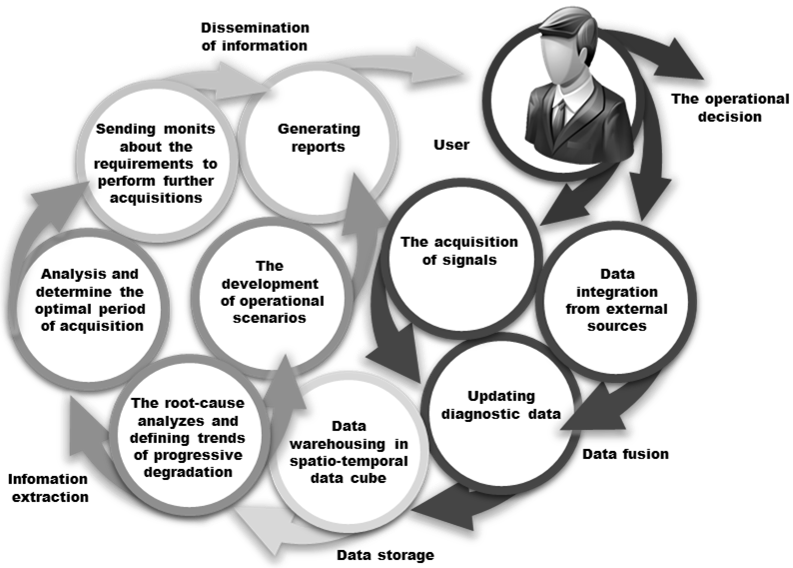 Dissemination
of information
Sending monits
about the
requirements to
perform further
acquisitions
Generating
reports
User
The operational
decision
The acquisition
of signals
Data
integration
from external
sources
Analysis and
determine the
optimal period
of acquisition
The
development
of operational
scenarios
Updating
diagnostic data
The root-cause
analyzes and
defining trends
of progressive
degradation
Data
warehousing in
spatio-temporal
data cube
Data fusion
Infomation
extraction
Data storage